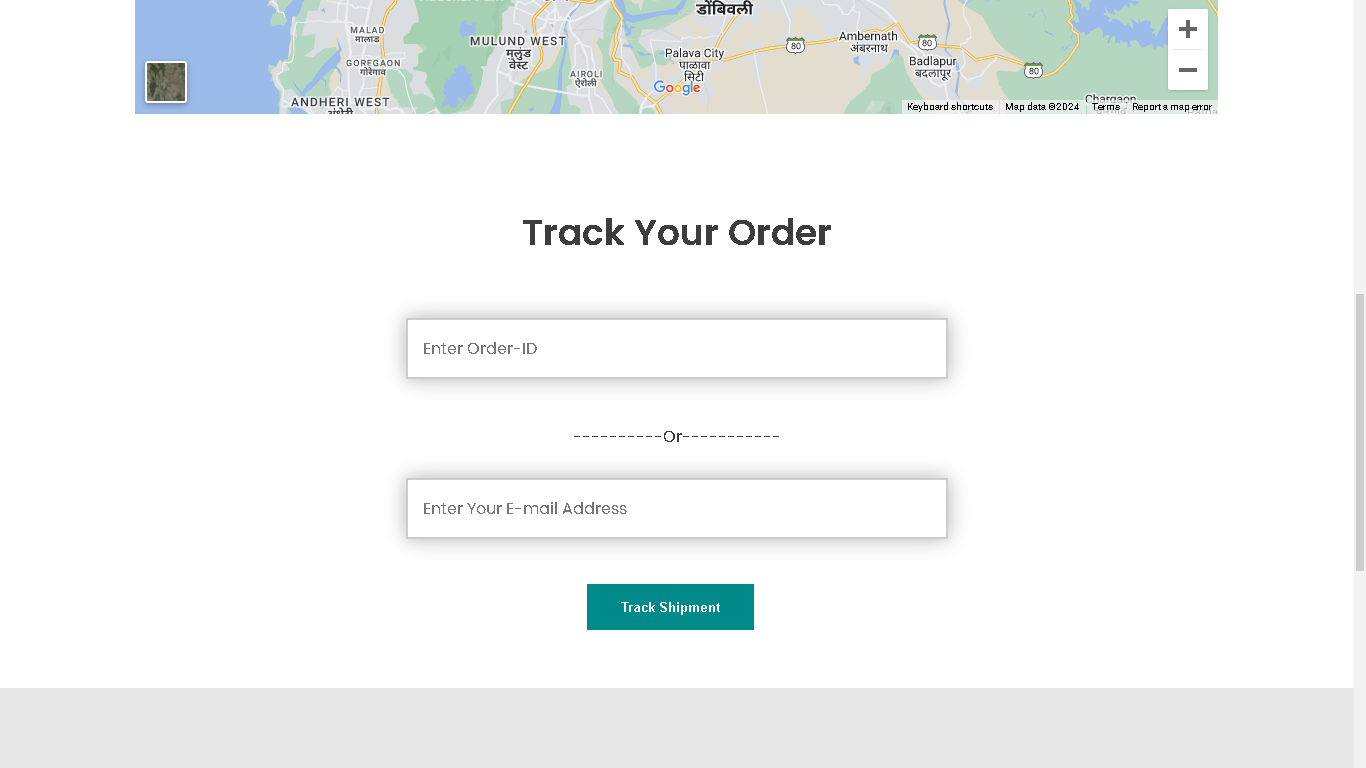 डोंबिवली
MALAD
मालाड
MULUND WEST
मुलुंड
वेस्ट
Palava City
पाळावा
सिटी
Ambernath
अंबरनाथ
80
80
GOREGAON
गोरेगाव
AIROLI
ऐरोली
Badlapur
बदलापूर
80
Google
ANDHERI WEST
Chargaon
Keyboard shortcuts
Map data ©2024
Terms
Report a map error
Track Your Order
Enter Order-ID
----------Or-----------
Enter Your E-mail Address
Track Shipment